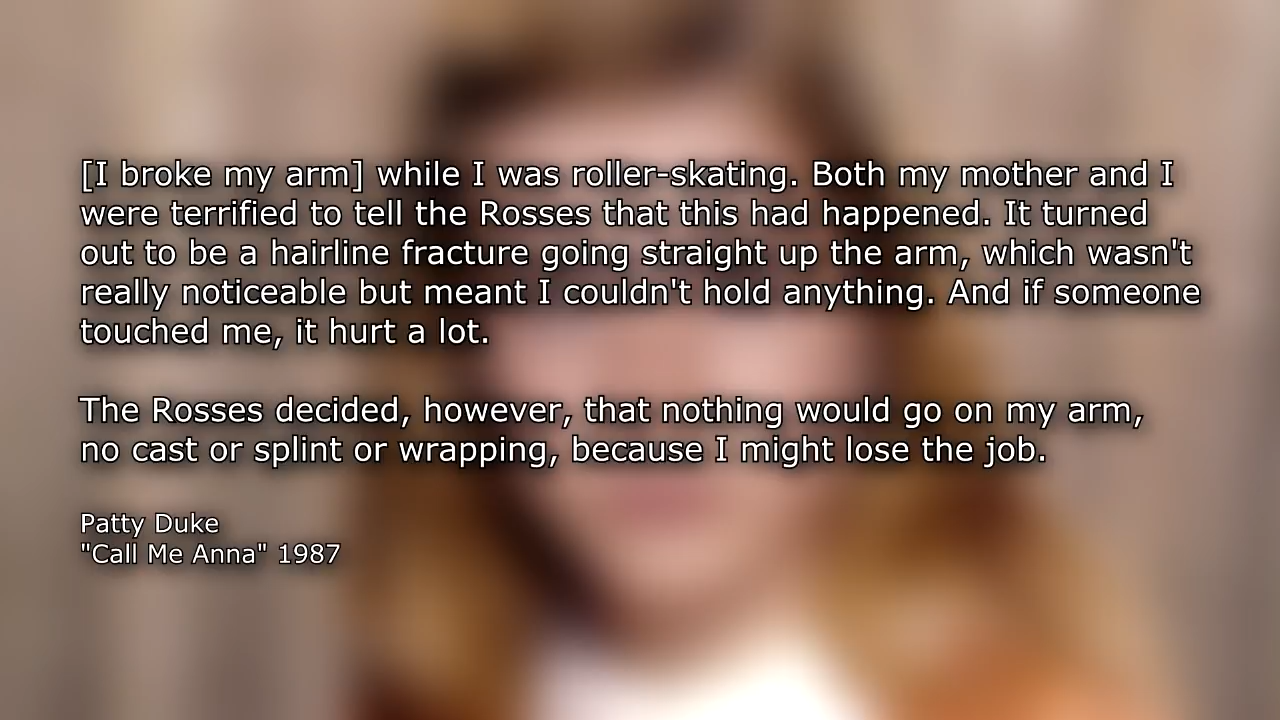 [I broke my arm] while I was roller-skating. Both my mother and I
were terrified to tell the Rosses that this had happened. It turned
out to be a hairline fracture going straight up the arm, which wasn't
really noticeable but meant I couldn't hold anything. And if someone
touched me, it hurt a lot.
The Rosses decided, however, that nothing would go on my arm,
no cast or splint or wrapping, because I might lose the job.
Patty Duke
"Call Me Anna" 1987